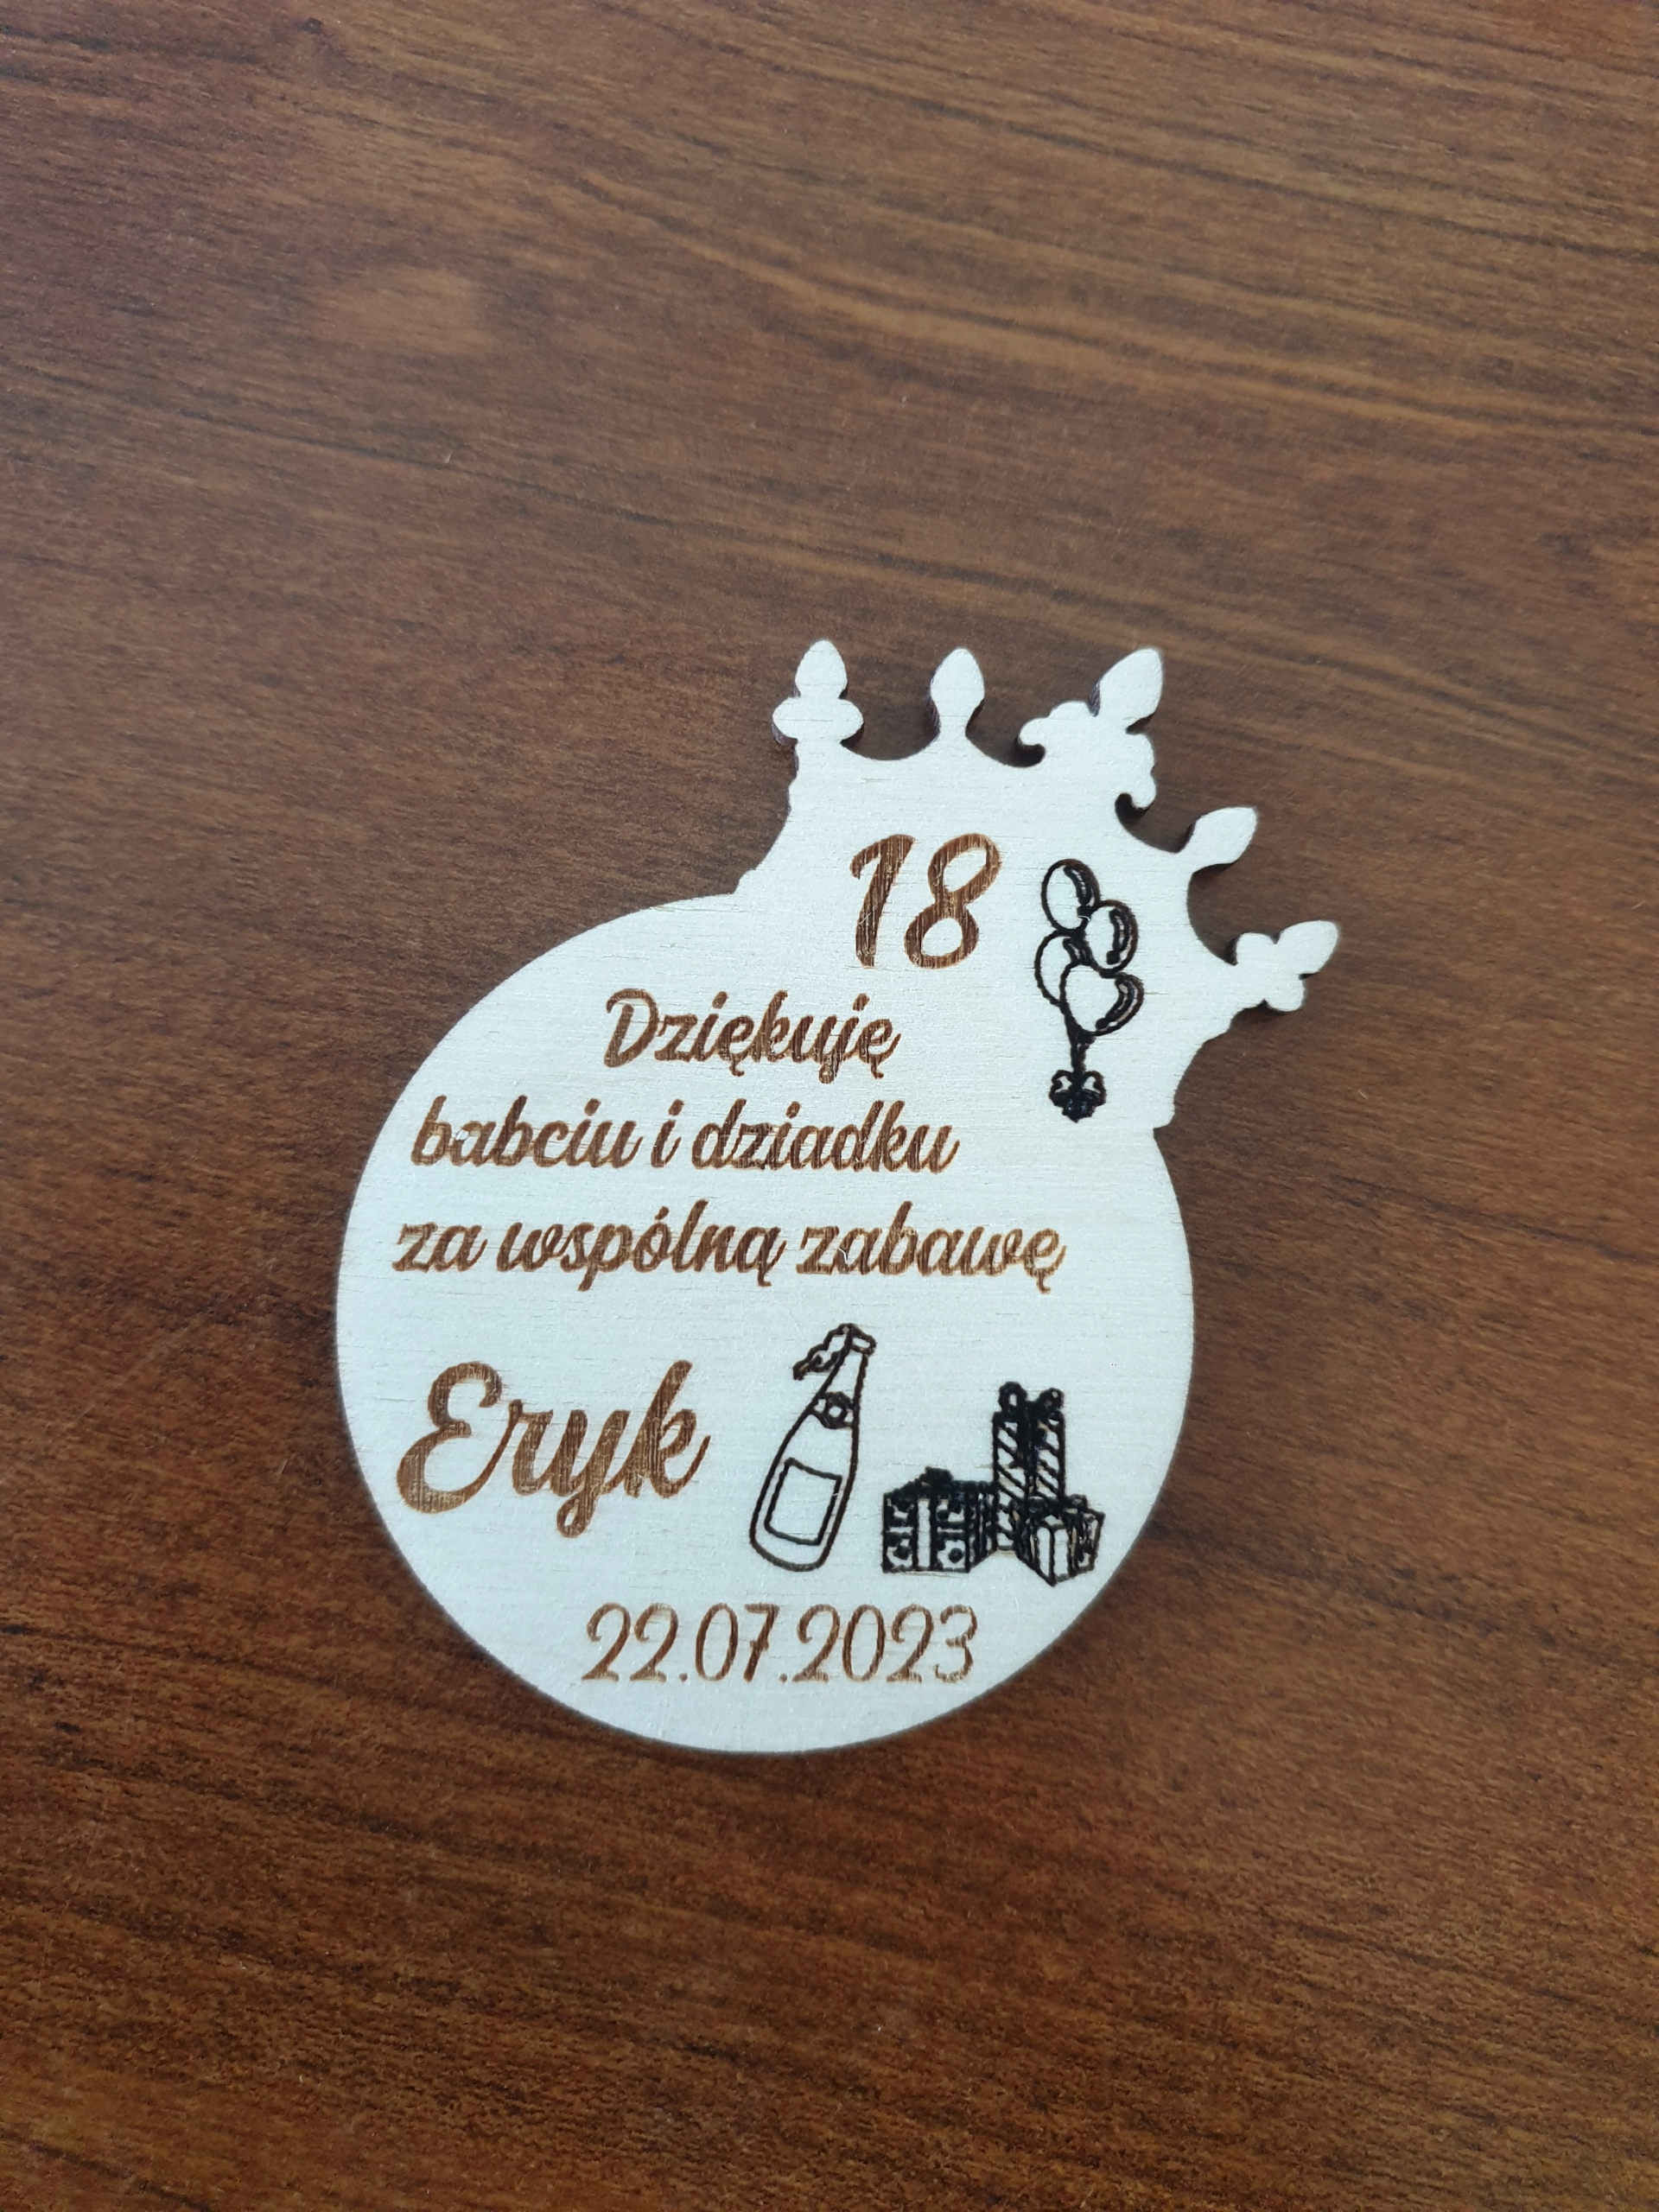 18
Dziękuję
babciu i dziadku
za wspólną zabawę
Eryk
22.07.2023